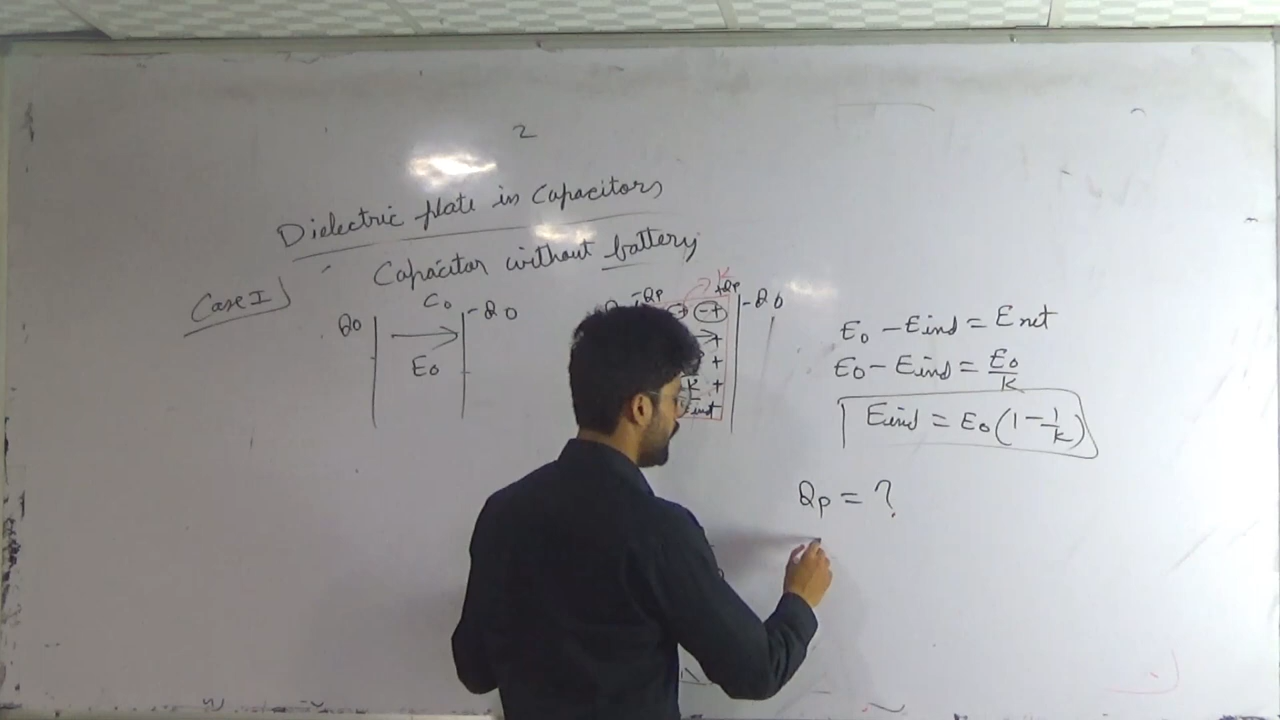 2
Dielectric plate in Capacitors
Case I) Capacitor without battery
Q0 C0 -Q0
E0
-Qp K +Qp -Q0
- + - +
+
+
K +
E0 - Eind = Enet
E0 - Eind = E0/K
Eind = E0 (1 - 1/K)
Qp = ?